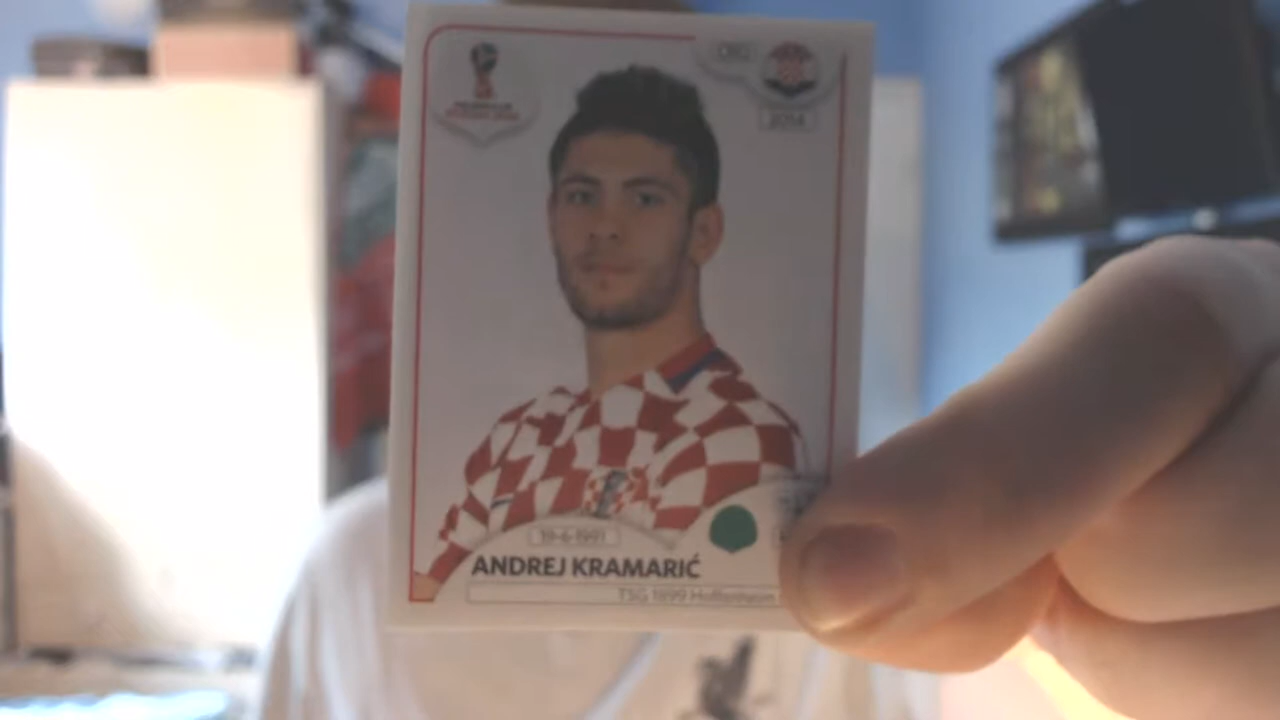 CRO
2014
19-6-1991
ANDREJ KRAMARIĆ
TSG 1899 Hoffenheim